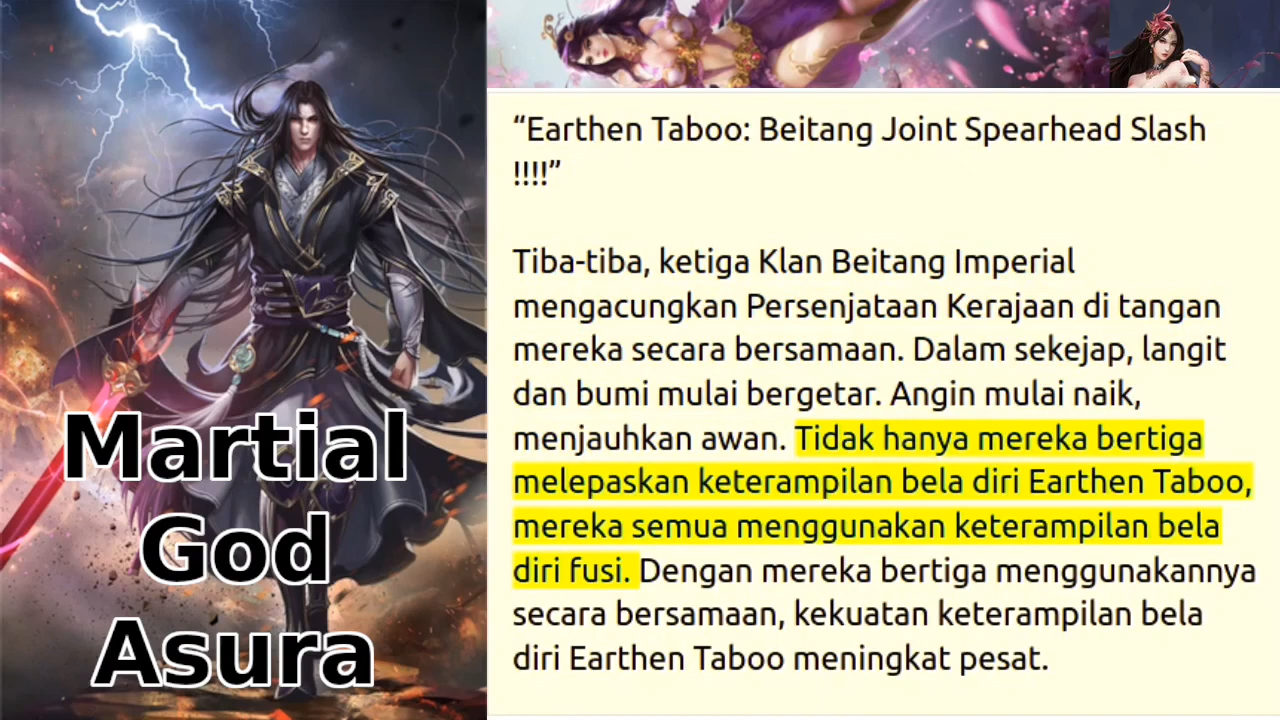 Martial
God
Asura
“Earthen Taboo: Beitang Joint Spearhead Slash
!!!!”
Tiba-tiba, ketiga Klan Beitang Imperial
mengacungkan Persenjataan Kerajaan di tangan
mereka secara bersamaan. Dalam sekejap, langit
dan bumi mulai bergetar. Angin mulai naik,
menjauhkan awan. Tidak hanya mereka bertiga
melepaskan keterampilan bela diri Earthen Taboo,
mereka semua menggunakan keterampilan bela
diri fusi. Dengan mereka bertiga menggunakannya
secara bersamaan, kekuatan keterampilan bela
diri Earthen Taboo meningkat pesat.